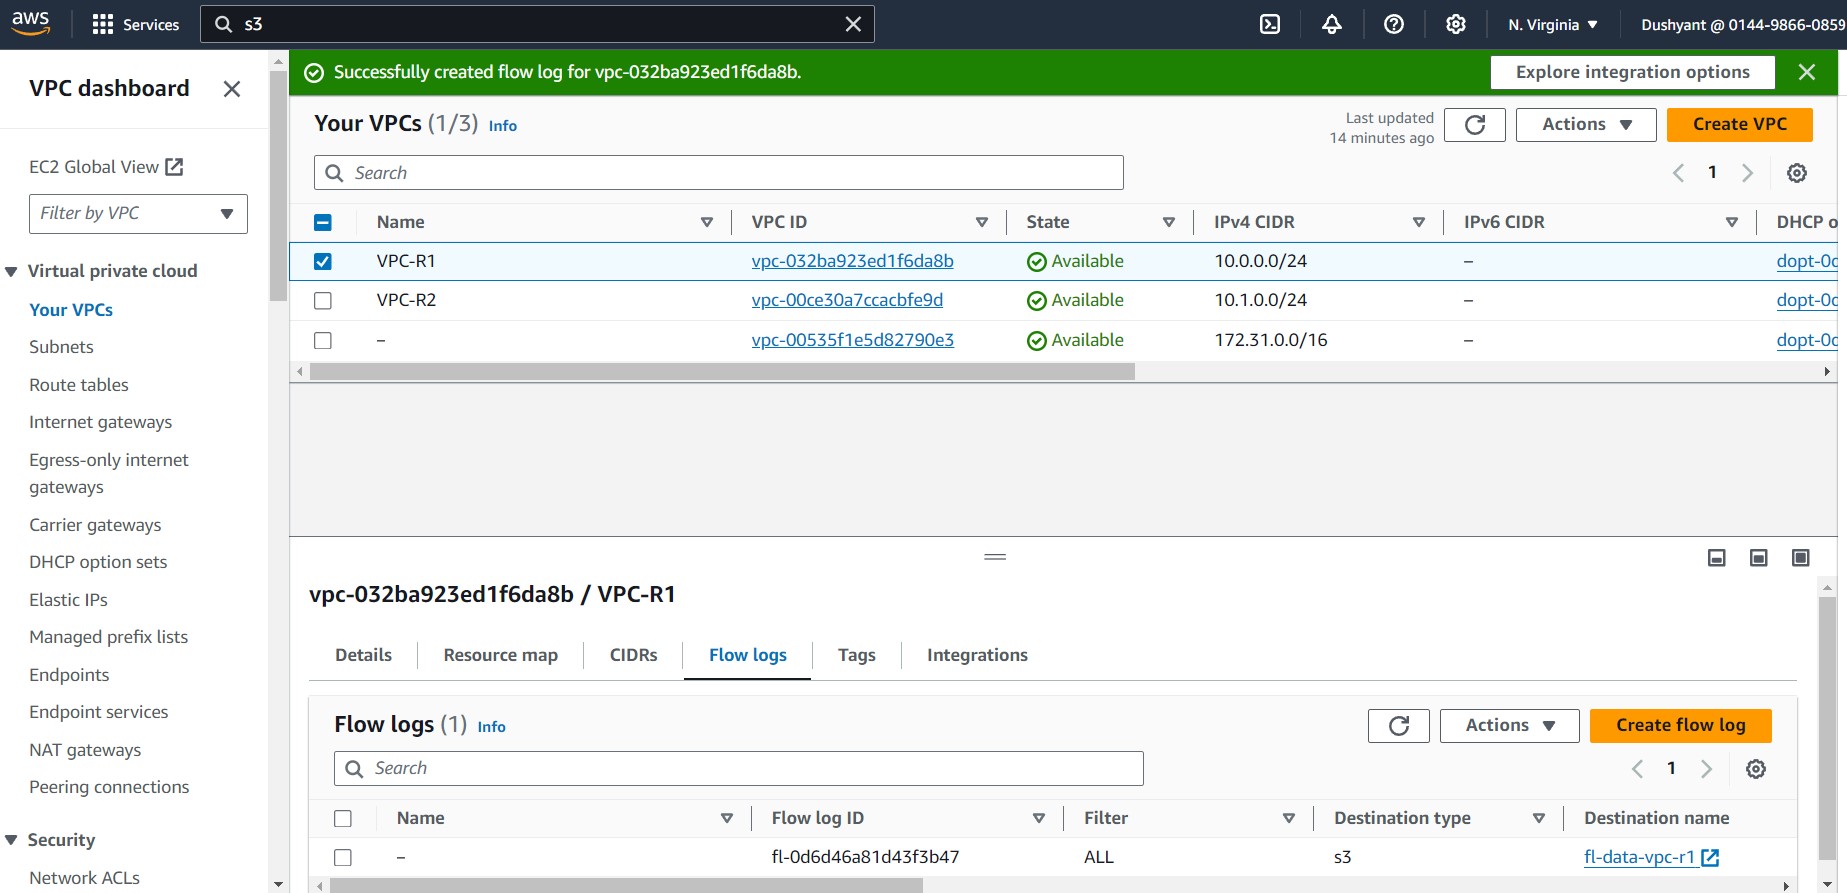 aws
Services
s3
N. Virginia
Dushyant @ 0144-9866-0859
VPC dashboard
EC2 Global View
Filter by VPC
Virtual private cloud
Your VPCs
Subnets
Route tables
Internet gateways
Egress-only internet
gateways
Carrier gateways
DHCP option sets
Elastic IPs
Managed prefix lists
Endpoints
Endpoint services
NAT gateways
Peering connections
Security
Network ACLs
Successfully created flow log for vpc-032ba923ed1f6da8b.
Explore integration options
Your VPCs (1/3) Info
Last updated
14 minutes ago
Actions
Create VPC
Search
1
Name VPC ID State IPv4 CIDR IPv6 CIDR DHCP o
VPC-R1 vpc-032ba923ed1f6da8b Available 10.0.0.0/24 – dopt-0c
VPC-R2 vpc-00ce30a7ccacbfe9d Available 10.1.0.0/24 – dopt-0c
– vpc-00535f1e5d82790e3 Available 172.31.0.0/16 – dopt-0c
vpc-032ba923ed1f6da8b / VPC-R1
Details Resource map CIDRs Flow logs Tags Integrations
Flow logs (1) Info
Actions
Create flow log
Search
1
Name Flow log ID Filter Destination type Destination name
– fl-0d6d46a81d43f3b47 ALL s3 fl-data-vpc-r1